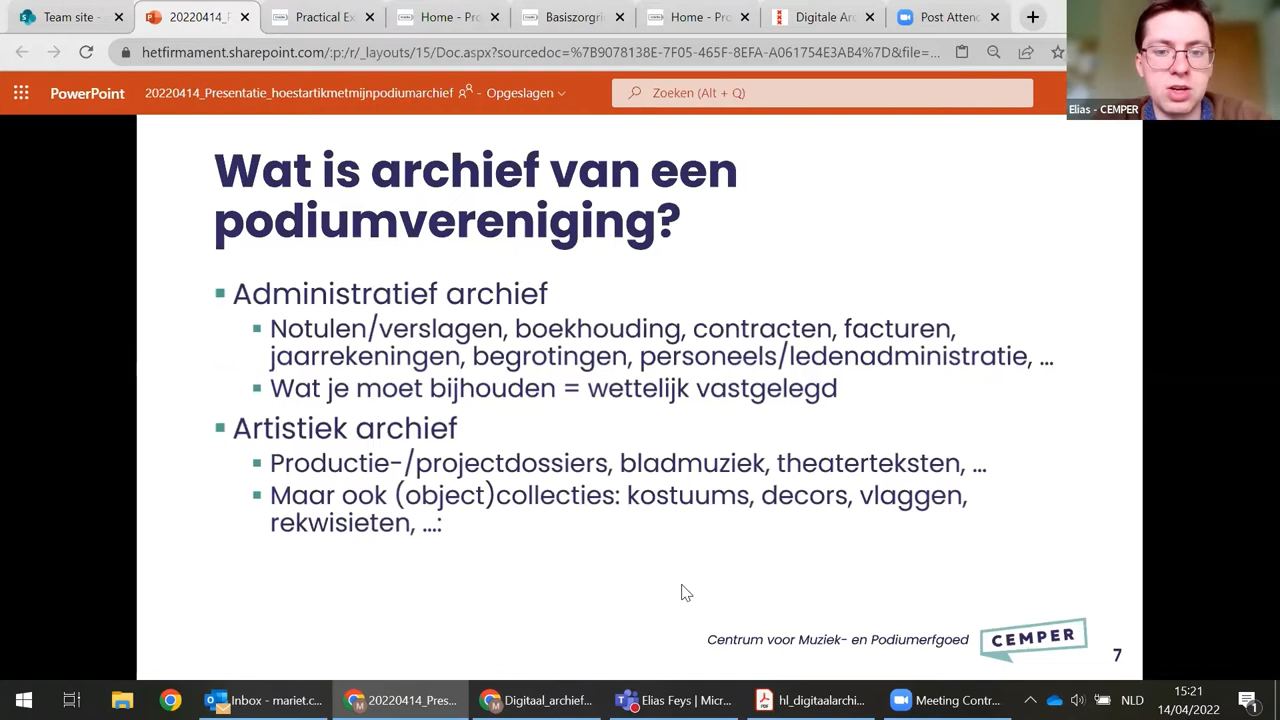 Team site -
20220414_
Practical Ex
Home - Pro
Basiszorgri
Home - Pro
Digitale Ar
Post Attenc
hetfirmament.sharepoint.com/:p:/r/_layouts/15/Doc.aspx?sourcedoc=%7B9078138E-7F05-465F-8EFA-A061754E3AB4%7D&file=...
PowerPoint
20220414_Presentatie_hoestartikmetmijnpodiumarchief
- Opgeslagen
Zoeken (Alt + Q)
Elias - CEMPER
Wat is archief van een
podiumvereniging?
Administratief archief
Notulen/verslagen, boekhouding, contracten, facturen,
jaarrekeningen, begrotingen, personeels/ledenadministratie, ...
Wat je moet bijhouden = wettelijk vastgelegd
Artistiek archief
Productie-/projectdossiers, bladmuziek, theaterteksten, ...
Maar ook (object)collecties: kostuums, decors, vlaggen,
rekwisieten, ...:
Centrum voor Muziek- en Podiumerfgoed
CEMPER
7
Inbox - mariet.c...
20220414_Pres...
Digitaal_archief...
Elias Feys | Micr...
hl_digitaalarchi...
Meeting Contr...
NLD
15:21
14/04/2022
1